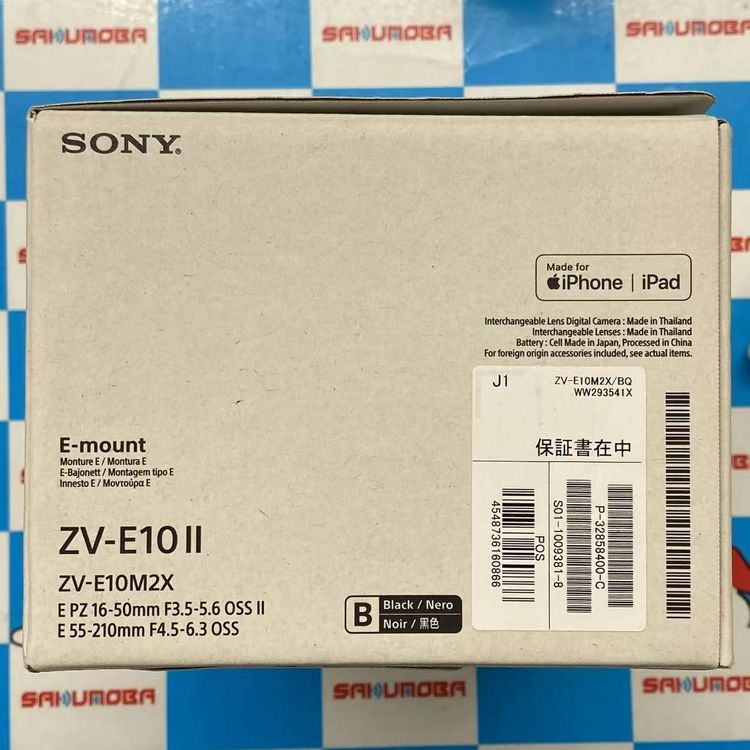 SAKUMOBA
SAKUMOBA
SAKUMOBA
SONY®
Made for
iPhone | iPad
Interchangeable Lens Digital Camera : Made in Thailand
Interchangeable Lenses : Made in Thailand
Battery : Cell Made in Japan, Processed in China
For foreign origin accessories included, see actual items.
J1
ZV-E10M2X/BQ
WW293541X
保証書在中
POS
4548736160866
S01-1009381-8
P-32858400-C
E-mount
Monture E / Montura E
E-Bajonett / Montagem tipo E
Innesto E / Μοντούρα E
ZV-E10 II
ZV-E10M2X
E PZ 16-50mm F3.5-5.6 OSS II
E 55-210mm F4.5-6.3 OSS
B
Black / Nero
Noir / 黑色
SAKUMOBA
SAKUMOBA
SAKUMOBA